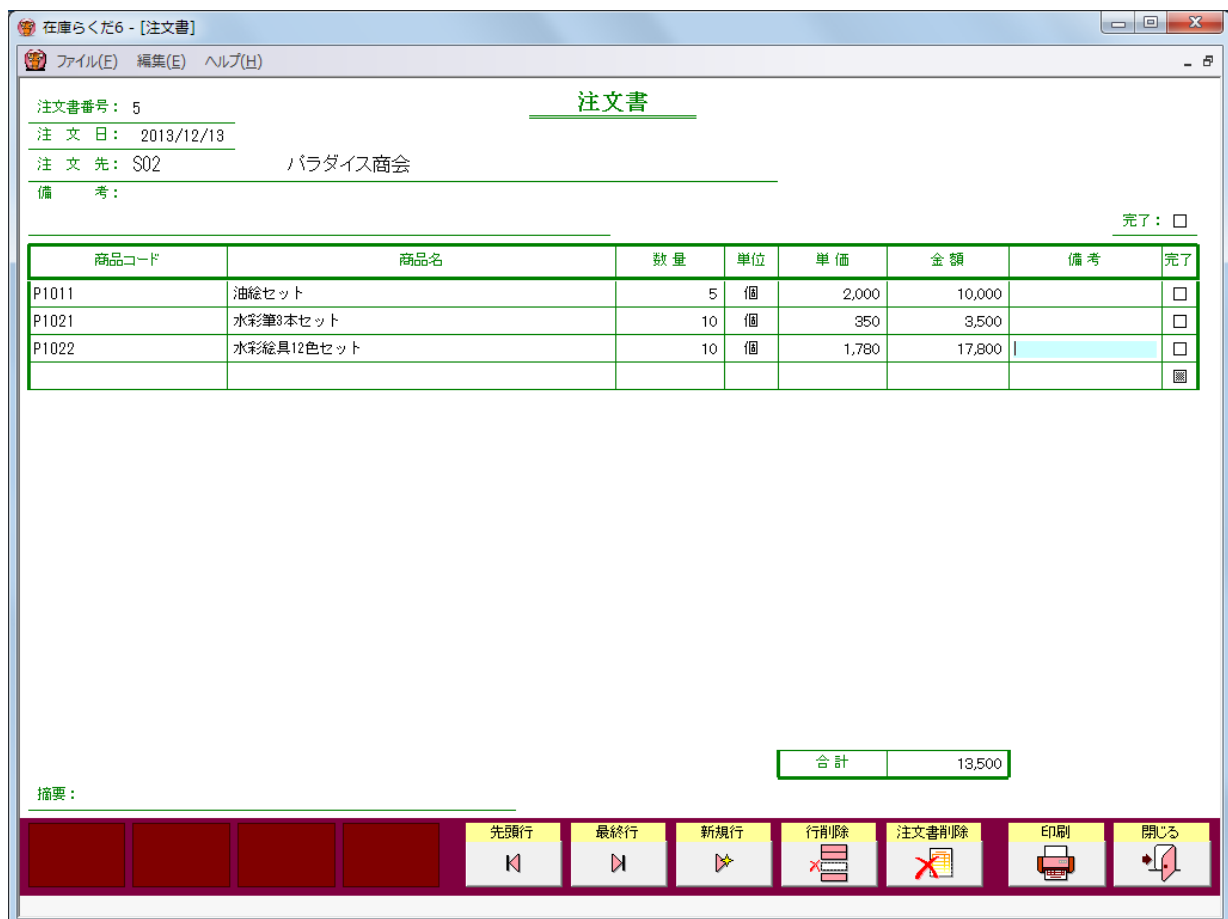 在庫らくだ6 - [注文書]
ファイル(F) 編集(E) ヘルプ(H)
注文書
注文書番号： 5
注 文 日： 2013/12/13
注 文 先： S02 パラダイス商会
備 考：
完了：
商品コード 商品名 数 量 単位 単 価 金 額 備 考 完了
P1011 油絵セット 5 個 2,000 10,000
P1021 水彩筆3本セット 10 個 350 3,500
P1022 水彩絵具12色セット 10 個 1,780 17,800
合 計 13,500
摘要：
先頭行 最終行 新規行 行削除 注文書削除 印刷 閉じる